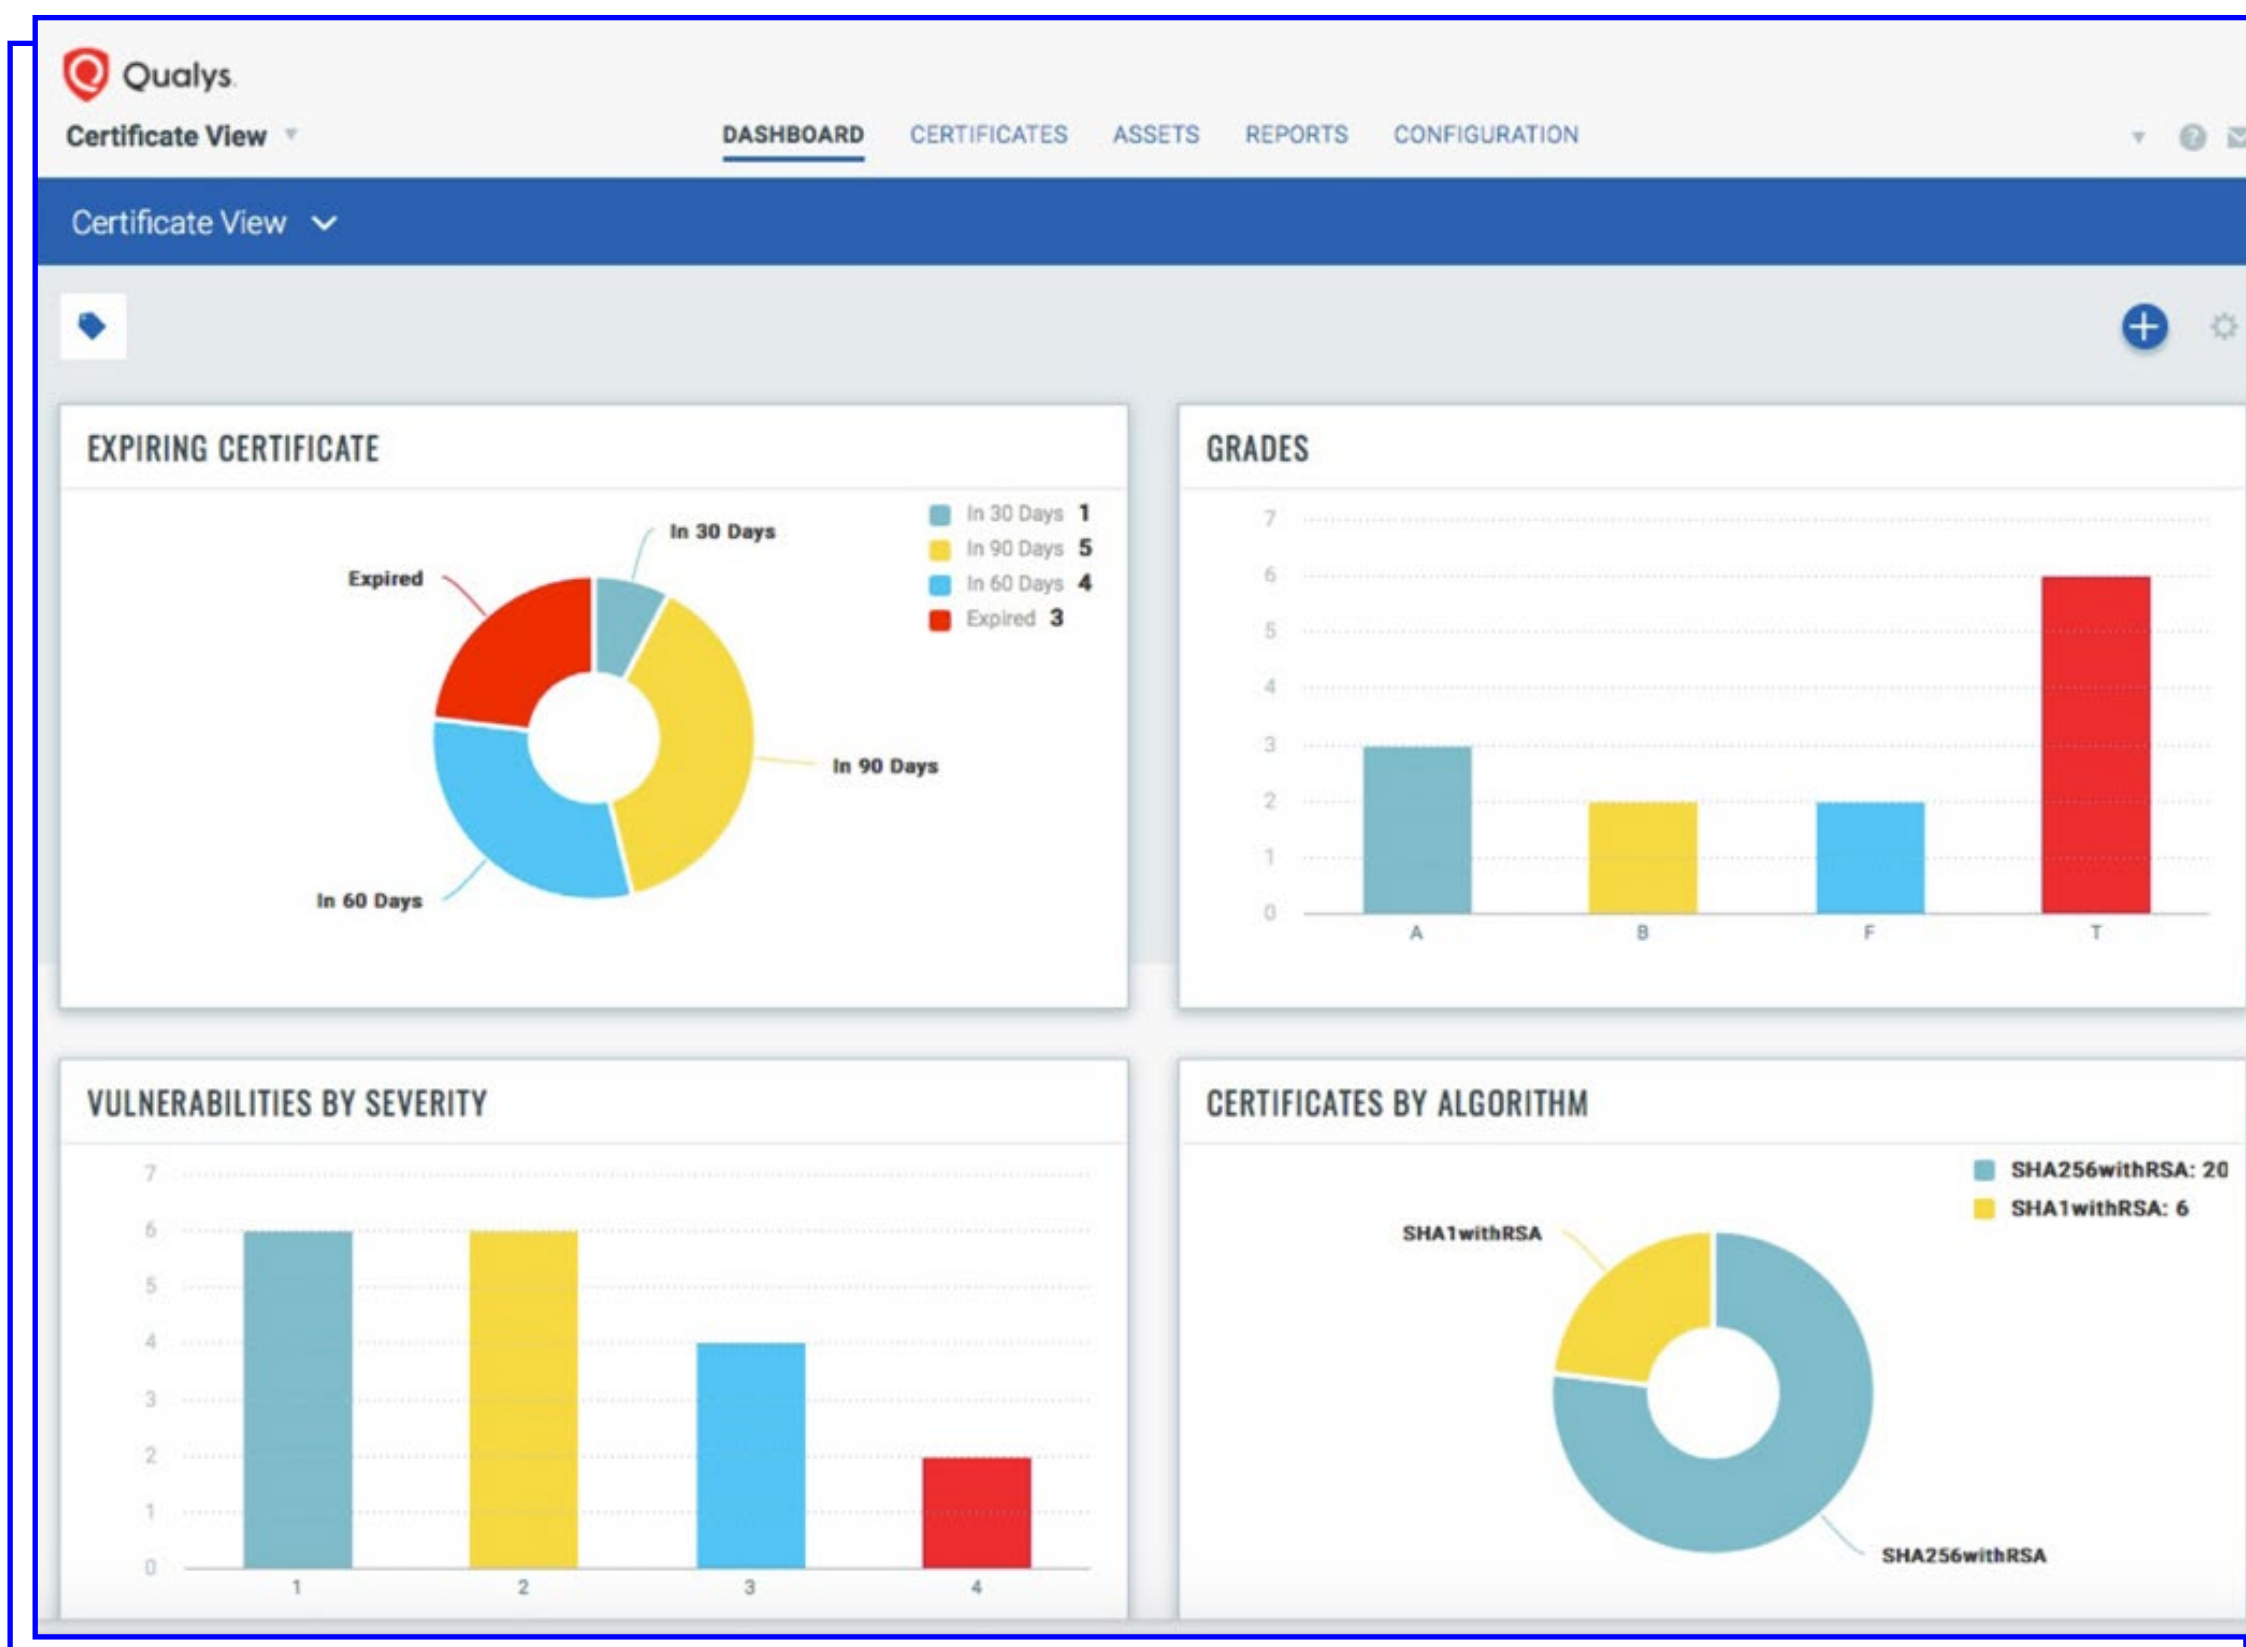 Qualys.
Certificate View
DASHBOARD CERTIFICATES ASSETS REPORTS CONFIGURATION
Certificate View
EXPIRING CERTIFICATE
In 30 Days 1
In 90 Days 5
In 60 Days 4
Expired 3
In 30 Days
Expired
In 90 Days
In 60 Days
GRADES
7
6
5
4
3
2
1
0
A B F T
VULNERABILITIES BY SEVERITY
7
6
5
4
3
2
1
0
1 2 3 4
CERTIFICATES BY ALGORITHM
SHA256withRSA: 20
SHA1withRSA: 6
SHA1withRSA
SHA256withRSA